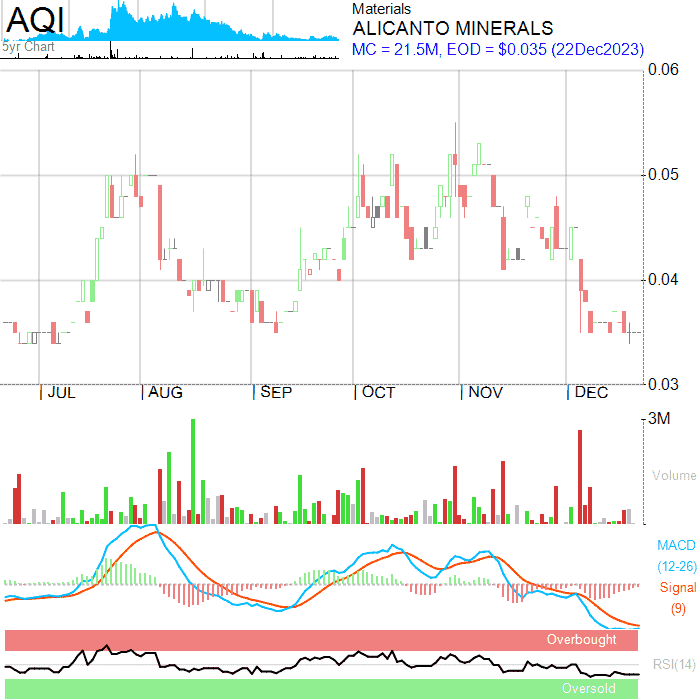 AQI
5yr Chart
Materials
ALICANTO MINERALS
MC = 21.5M, EOD = $0.035 (22Dec2023)
0.06
0.05
0.04
0.03
JUL AUG SEP OCT NOV DEC
3M
Volume
MACD
(12-26)
Signal
(9)
Overbought
RSI(14)
Oversold